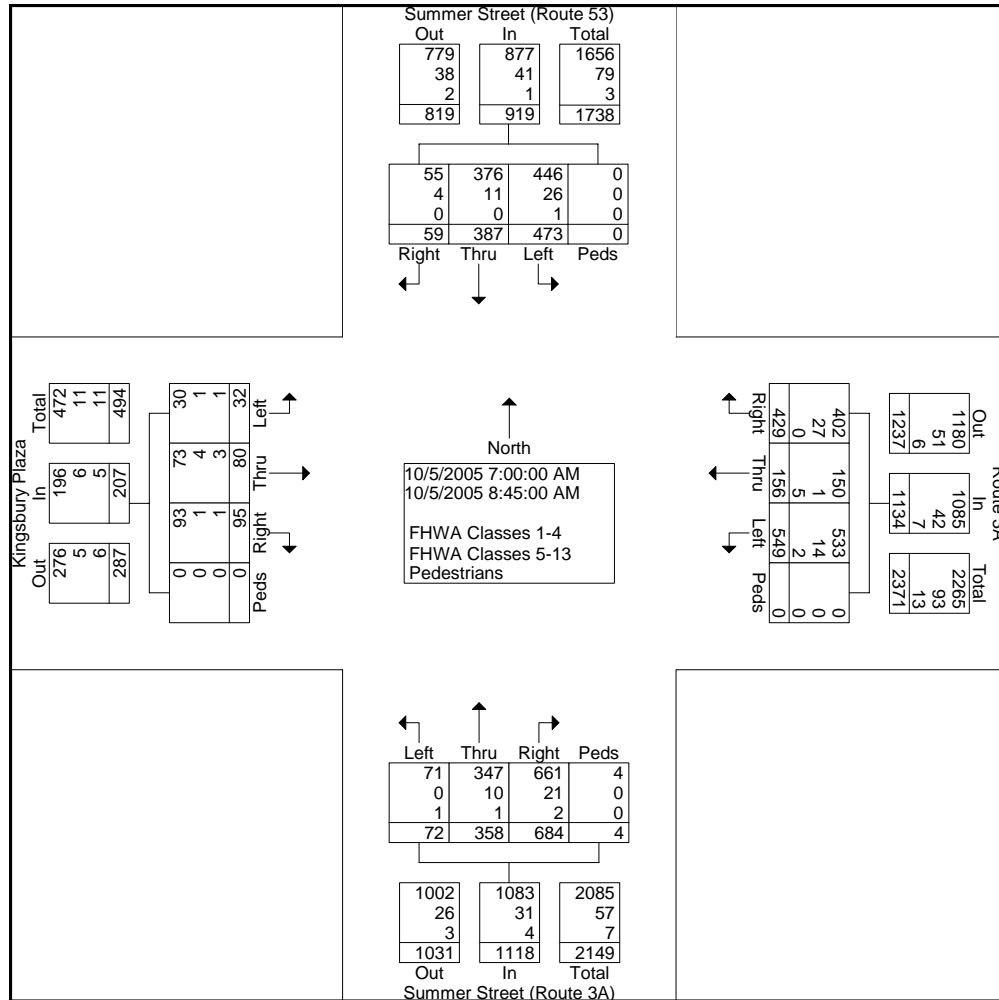 Summer Street (Route 53)
Out In Total
779 877 1656
38 41 79
2 1 3
819 919 1738
55 376 446 0
4 11 26 0
0 0 1 0
59 387 473 0
Right Thru Left Peds
Kingsbury Plaza
Total In Out
472 196 276
11 6 5
11 5 6
494 207 287
30 73 93 0
1 4 1 0
1 3 1 0
32 80 95 0
Left Thru Right Peds
North
10/5/2005 7:00:00 AM
10/5/2005 8:45:00 AM
FHWA Classes 1-4
FHWA Classes 5-13
Pedestrians
Right Thru Left Peds
402 150 533 0
27 1 14 0
0 5 2 0
429 156 549 0
Route 3A
Out In Total
1180 1085 2265
51 42 93
6 7 13
1237 1134 2371
Left Thru Right Peds
71 347 661 4
0 10 21 0
1 1 2 0
72 358 684 4
1002 1083 2085
26 31 57
3 4 7
1031 1118 2149
Out In Total
Summer Street (Route 3A)